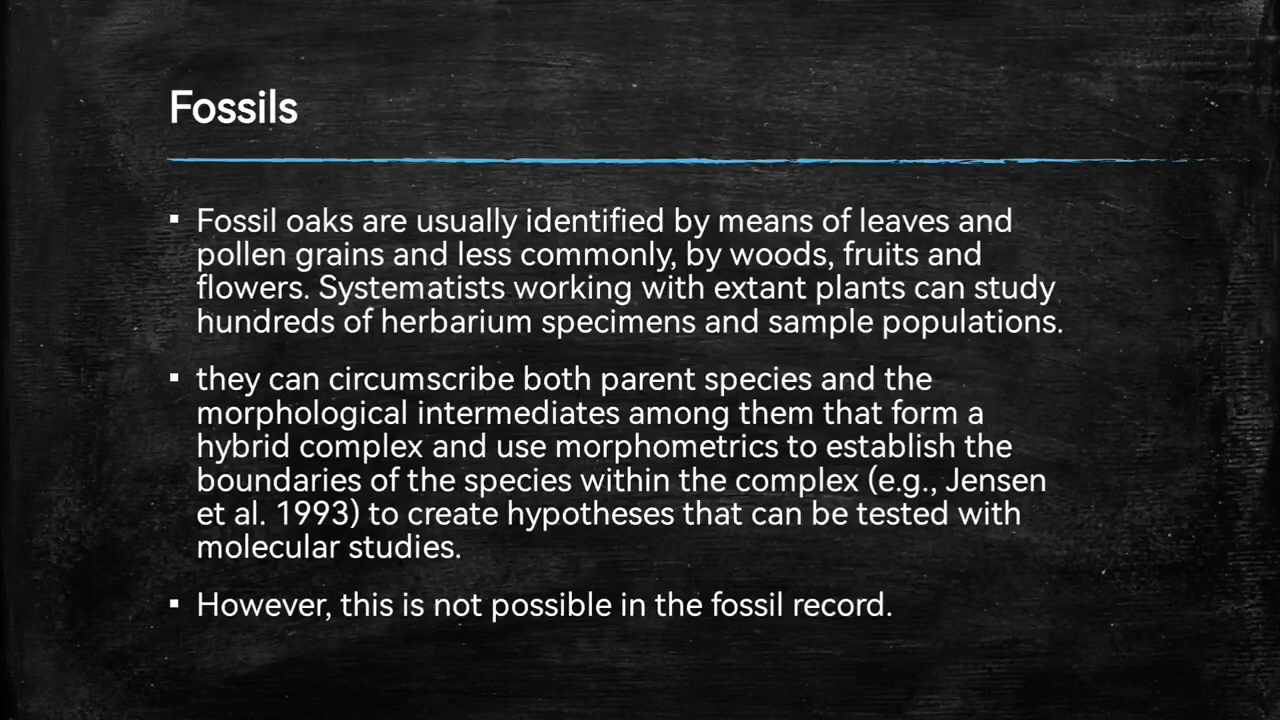 Fossils
▪ Fossil oaks are usually identified by means of leaves and
pollen grains and less commonly, by woods, fruits and
flowers. Systematists working with extant plants can study
hundreds of herbarium specimens and sample populations.
▪ they can circumscribe both parent species and the
morphological intermediates among them that form a
hybrid complex and use morphometrics to establish the
boundaries of the species within the complex (e.g., Jensen
et al. 1993) to create hypotheses that can be tested with
molecular studies.
▪ However, this is not possible in the fossil record.